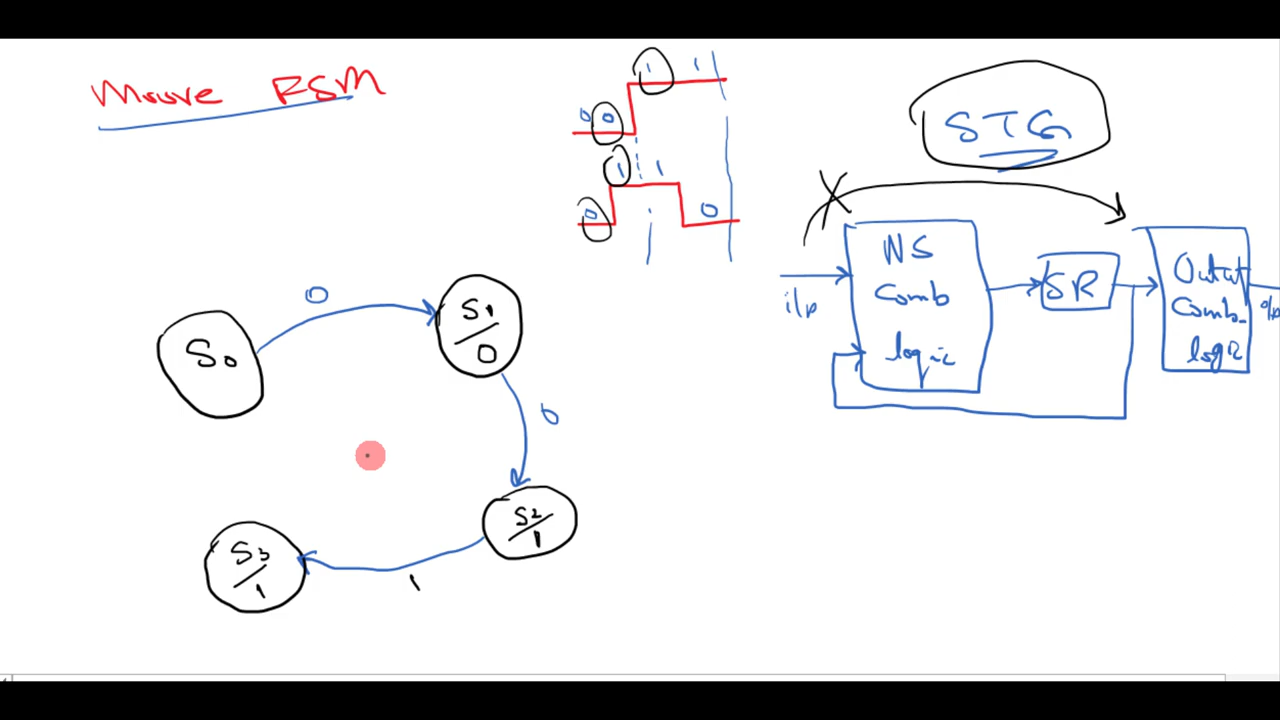 Moore FSM
0 0 1 1
0 1 1 0
STG
i/p
NS
Comb
logic
SR
Output
Comb-
logic
o/p
S0
0
S1
0
0
S2
1
1
S3
1